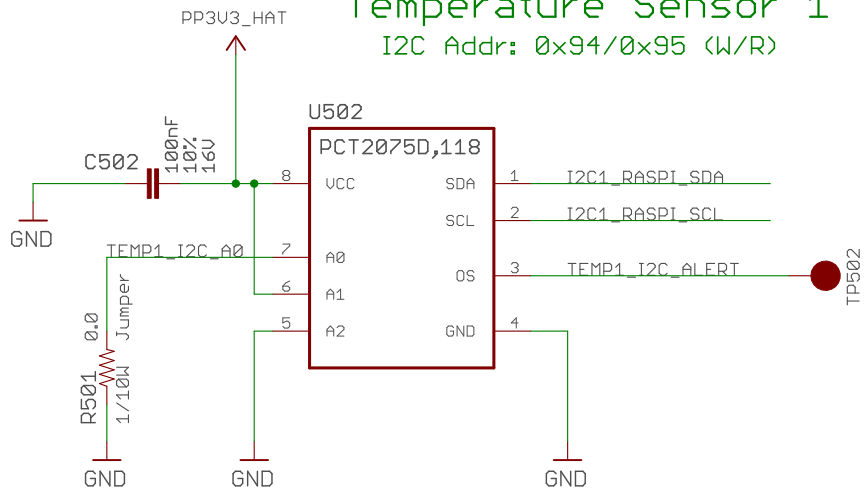 Temperature Sensor 1
I2C Addr: 0x94/0x95 (W/R)
PP3V3_HAT
U502
PCT2075D,118
C502
100nF
10%
16V
8
VCC
SDA
1
I2C1_RASPI_SDA
SCL
2
I2C1_RASPI_SCL
GND
TEMP1_I2C_A0
7
A0
6
A1
OS
3
TEMP1_I2C_ALERT
TP502
5
A2
GND
4
0.0
Jumper
R501
1/10W
GND
GND
GND